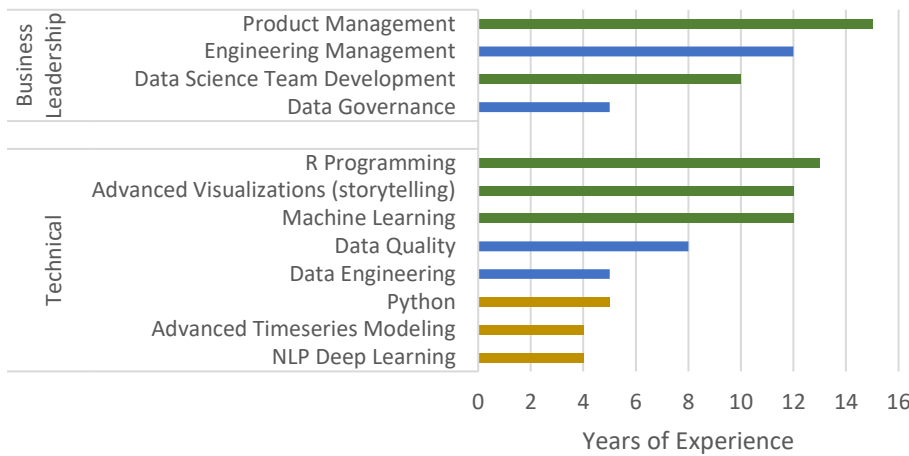 Business
Leadership
Product Management
Engineering Management
Data Science Team Development
Data Governance
Technical
R Programming
Advanced Visualizations (storytelling)
Machine Learning
Data Quality
Data Engineering
Python
Advanced Timeseries Modeling
NLP Deep Learning
0 2 4 6 8 10 12 14 16
Years of Experience